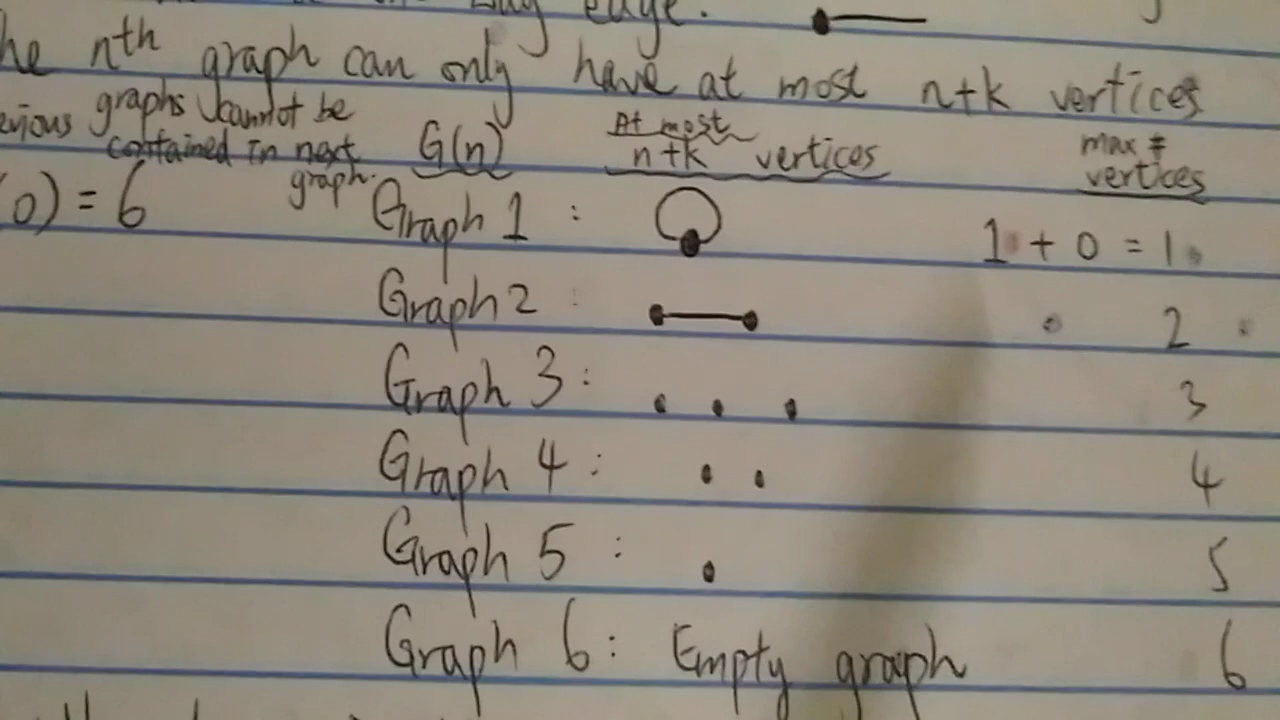 edge.
nth graph can only have at most n+k vertices
graphs cannot be
contained in next
graph.
G(n)
At most
n+k vertices
max #
vertices
0) = 6
Graph 1 :
1 + 0 = 1
Graph 2 :
2
Graph 3 :
3
Graph 4 :
4
Graph 5 :
5
Graph 6 : Empty graph
6